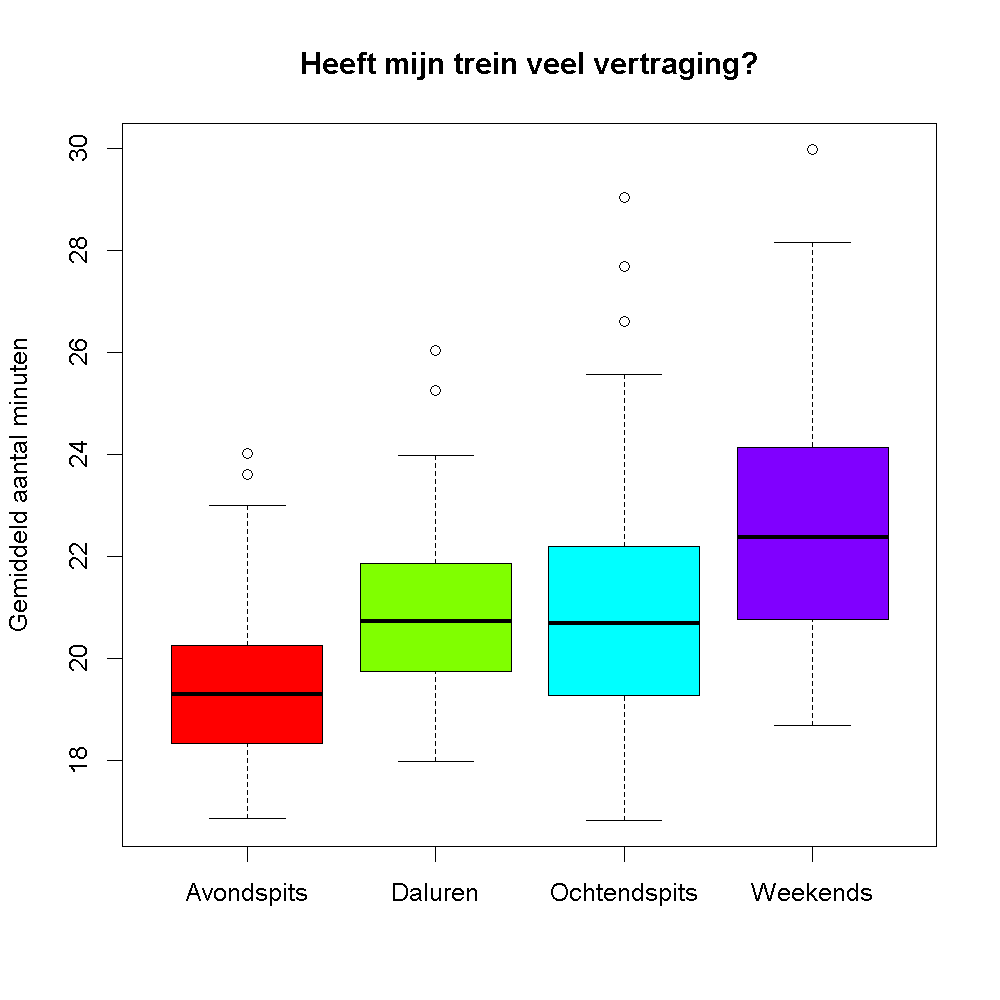 Heeft mijn trein veel vertraging?
Gemiddeld aantal minuten
30
28
26
24
22
20
18
Avondspits Daluren Ochtendspits Weekends